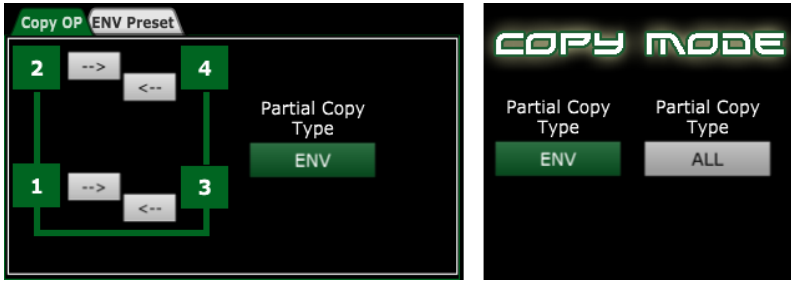 Copy OP ENV Preset
2 --> <-- 4
Partial Copy
Type
ENV
1 --> <-- 3
COPY MODE
Partial Copy
Type
ENV
Partial Copy
Type
ALL